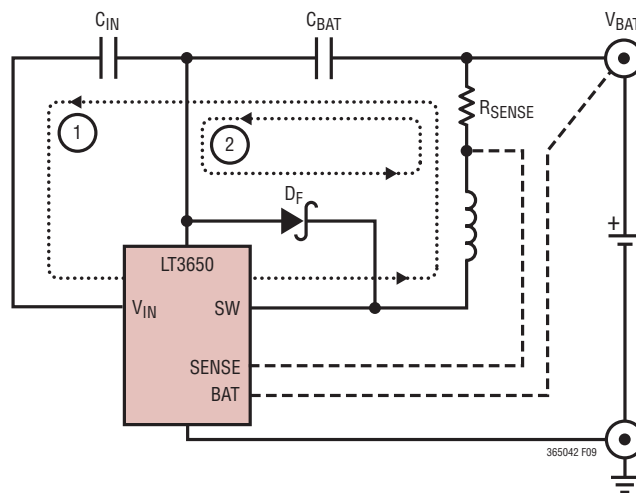 C_IN
C_BAT
V_BAT
1
2
R_SENSE
D_F
+
LT3650
V_IN
SW
SENSE
BAT
365042 F09